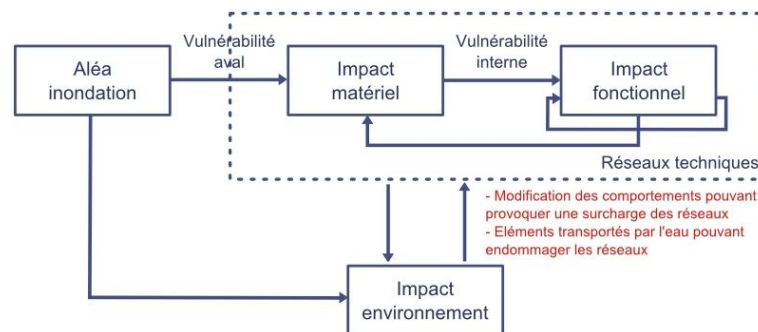 Vulnérabilité
aval
Vulnérabilité
interne
Aléa
inondation
Impact
matériel
Impact
fonctionnel
Réseaux techniques
- Modification des comportements pouvant
provoquer une surcharge des réseaux
- Eléments transportés par l'eau pouvant
endommager les réseaux
Impact
environnement